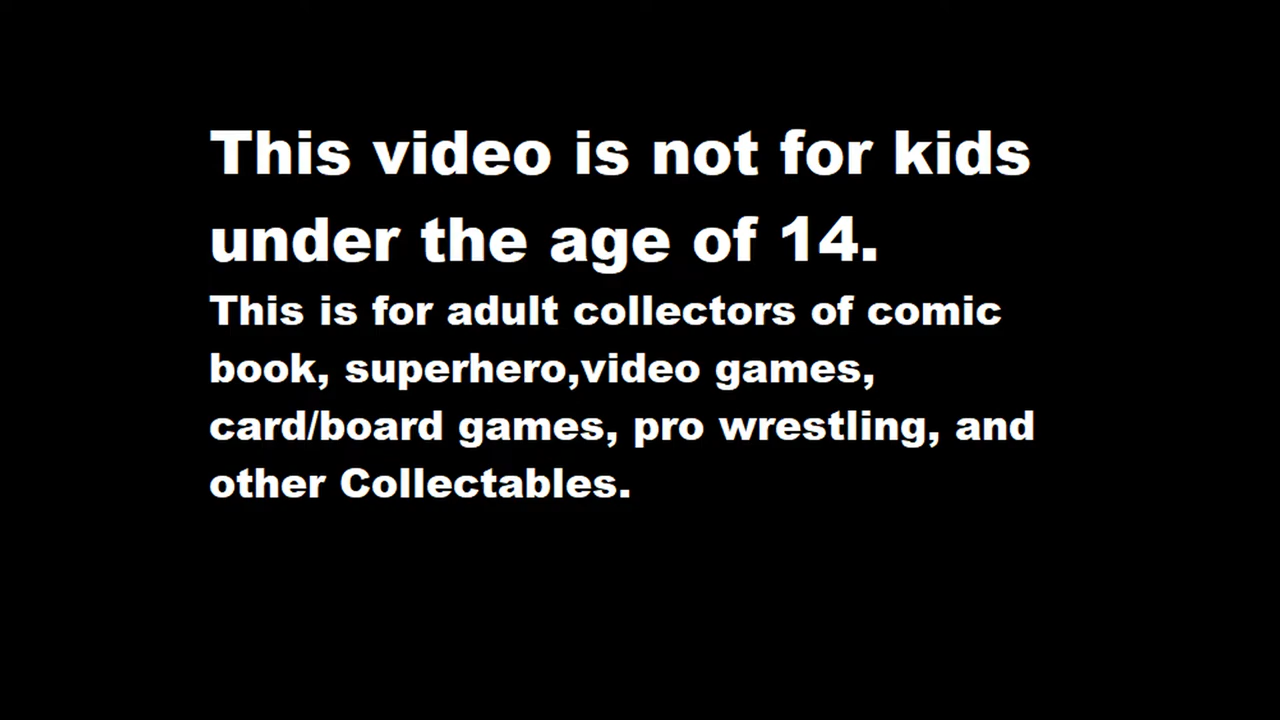 This video is not for kids
under the age of 14.
This is for adult collectors of comic
book, superhero,video games,
card/board games, pro wrestling, and
other Collectables.